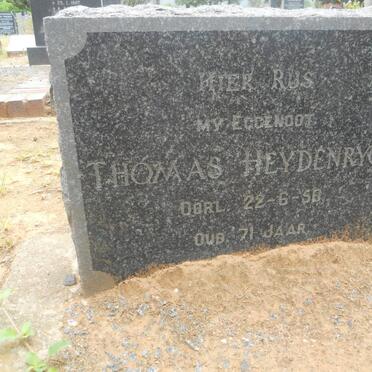 HIER RUS
MY EGGENOOT
THOMAS HEYDENRYC
OORL. 22-6-58
OUD. 71 JAAR.